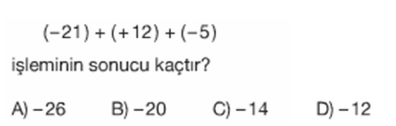 (−21) + (+12) + (−5)
işleminin sonucu kaçtır?
A) −26 B) −20 C) −14 D) −12